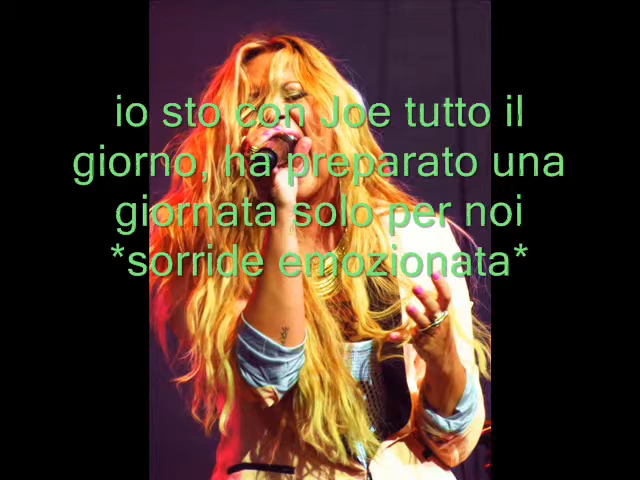 io sto con Joe tutto il
giorno, ha preparato una
giornata solo per noi
*sorride emozionata*